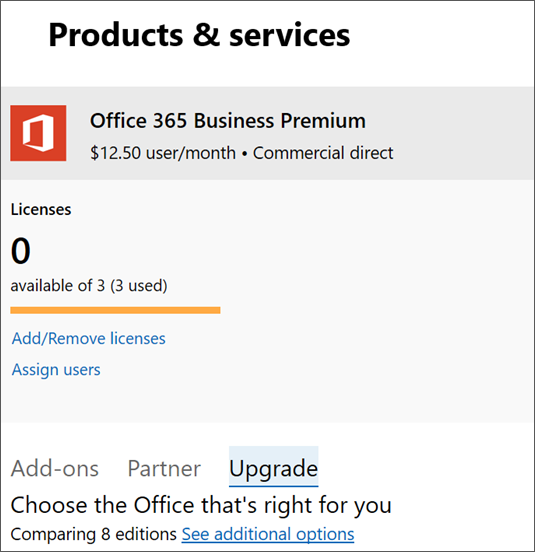 Products & services
Office 365 Business Premium
$12.50 user/month • Commercial direct
Licenses
0
available of 3 (3 used)
Add/Remove licenses
Assign users
Add-ons Partner Upgrade
Choose the Office that's right for you
Comparing 8 editions See additional options